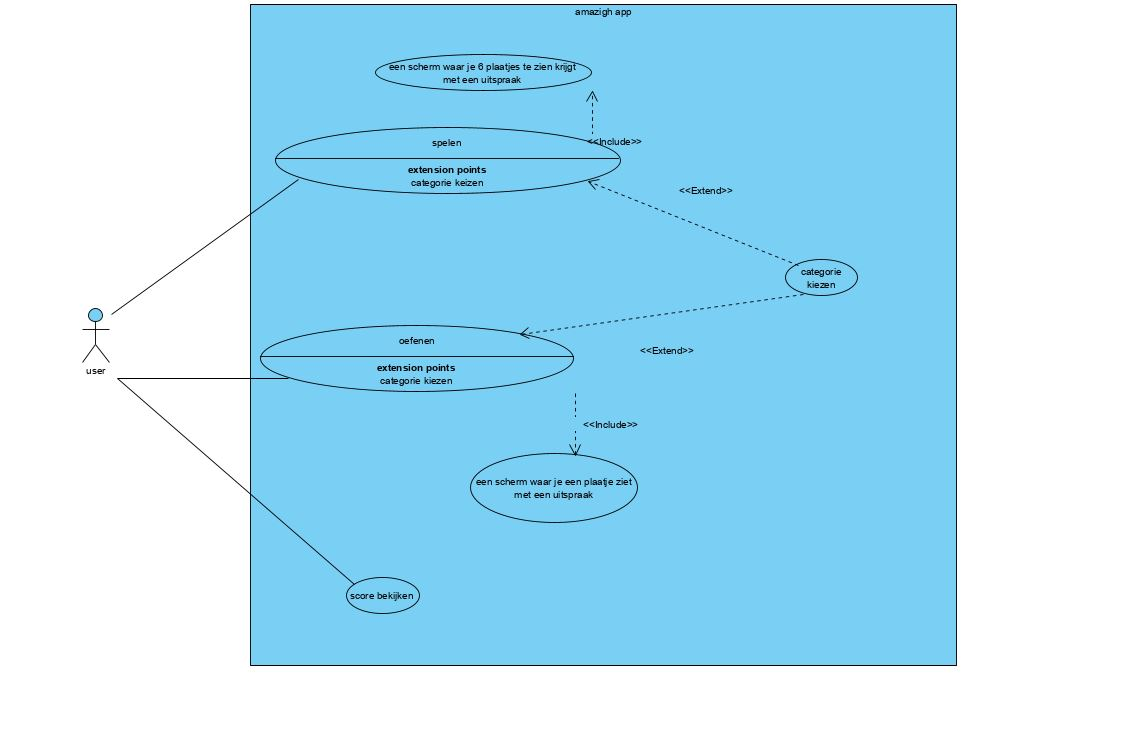 amazigh app
een scherm waar je 6 plaatjes te zien krijgt
met een uitspraak
<<Include>>
spelen
extension points
categorie keizen
<<Extend>>
categorie
kiezen
user
oefenen
extension points
categorie kiezen
<<Extend>>
<<Include>>
een scherm waar je een plaatje ziet
met een uitspraak
score bekijken